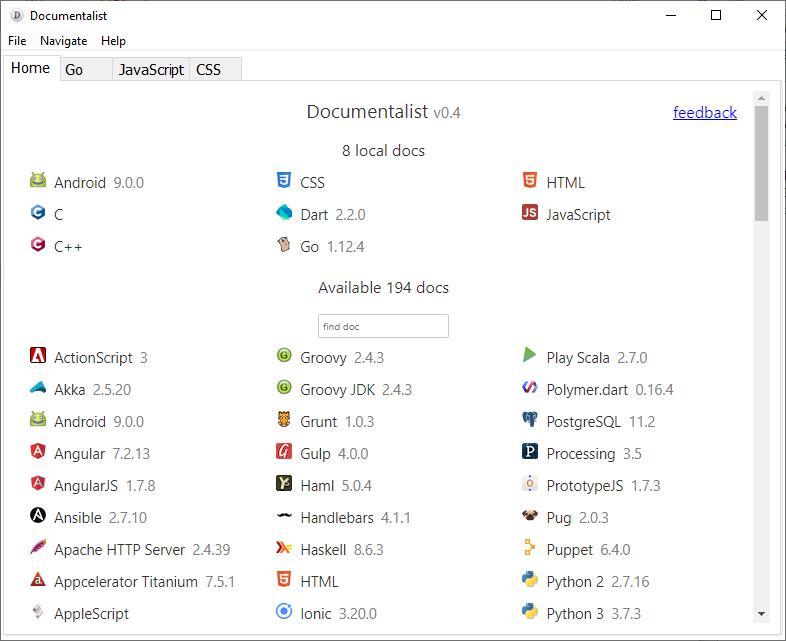 Documentalist
File Navigate Help
Home Go JavaScript CSS
Documentalist v0.4 feedback
8 local docs
Android 9.0.0 CSS HTML
C Dart 2.2.0 JavaScript
C++ Go 1.12.4
Available 194 docs
find doc
ActionScript 3 Groovy 2.4.3 Play Scala 2.7.0
Akka 2.5.20 Groovy JDK 2.4.3 Polymer.dart 0.16.4
Android 9.0.0 Grunt 1.0.3 PostgreSQL 11.2
Angular 7.2.13 Gulp 4.0.0 Processing 3.5
AngularJS 1.7.8 Haml 5.0.4 PrototypeJS 1.7.3
Ansible 2.7.10 Handlebars 4.1.1 Pug 2.0.3
Apache HTTP Server 2.4.39 Haskell 8.6.3 Puppet 6.4.0
Appcelerator Titanium 7.5.1 HTML Python 2 2.7.16
AppleScript Ionic 3.20.0 Python 3 3.7.3